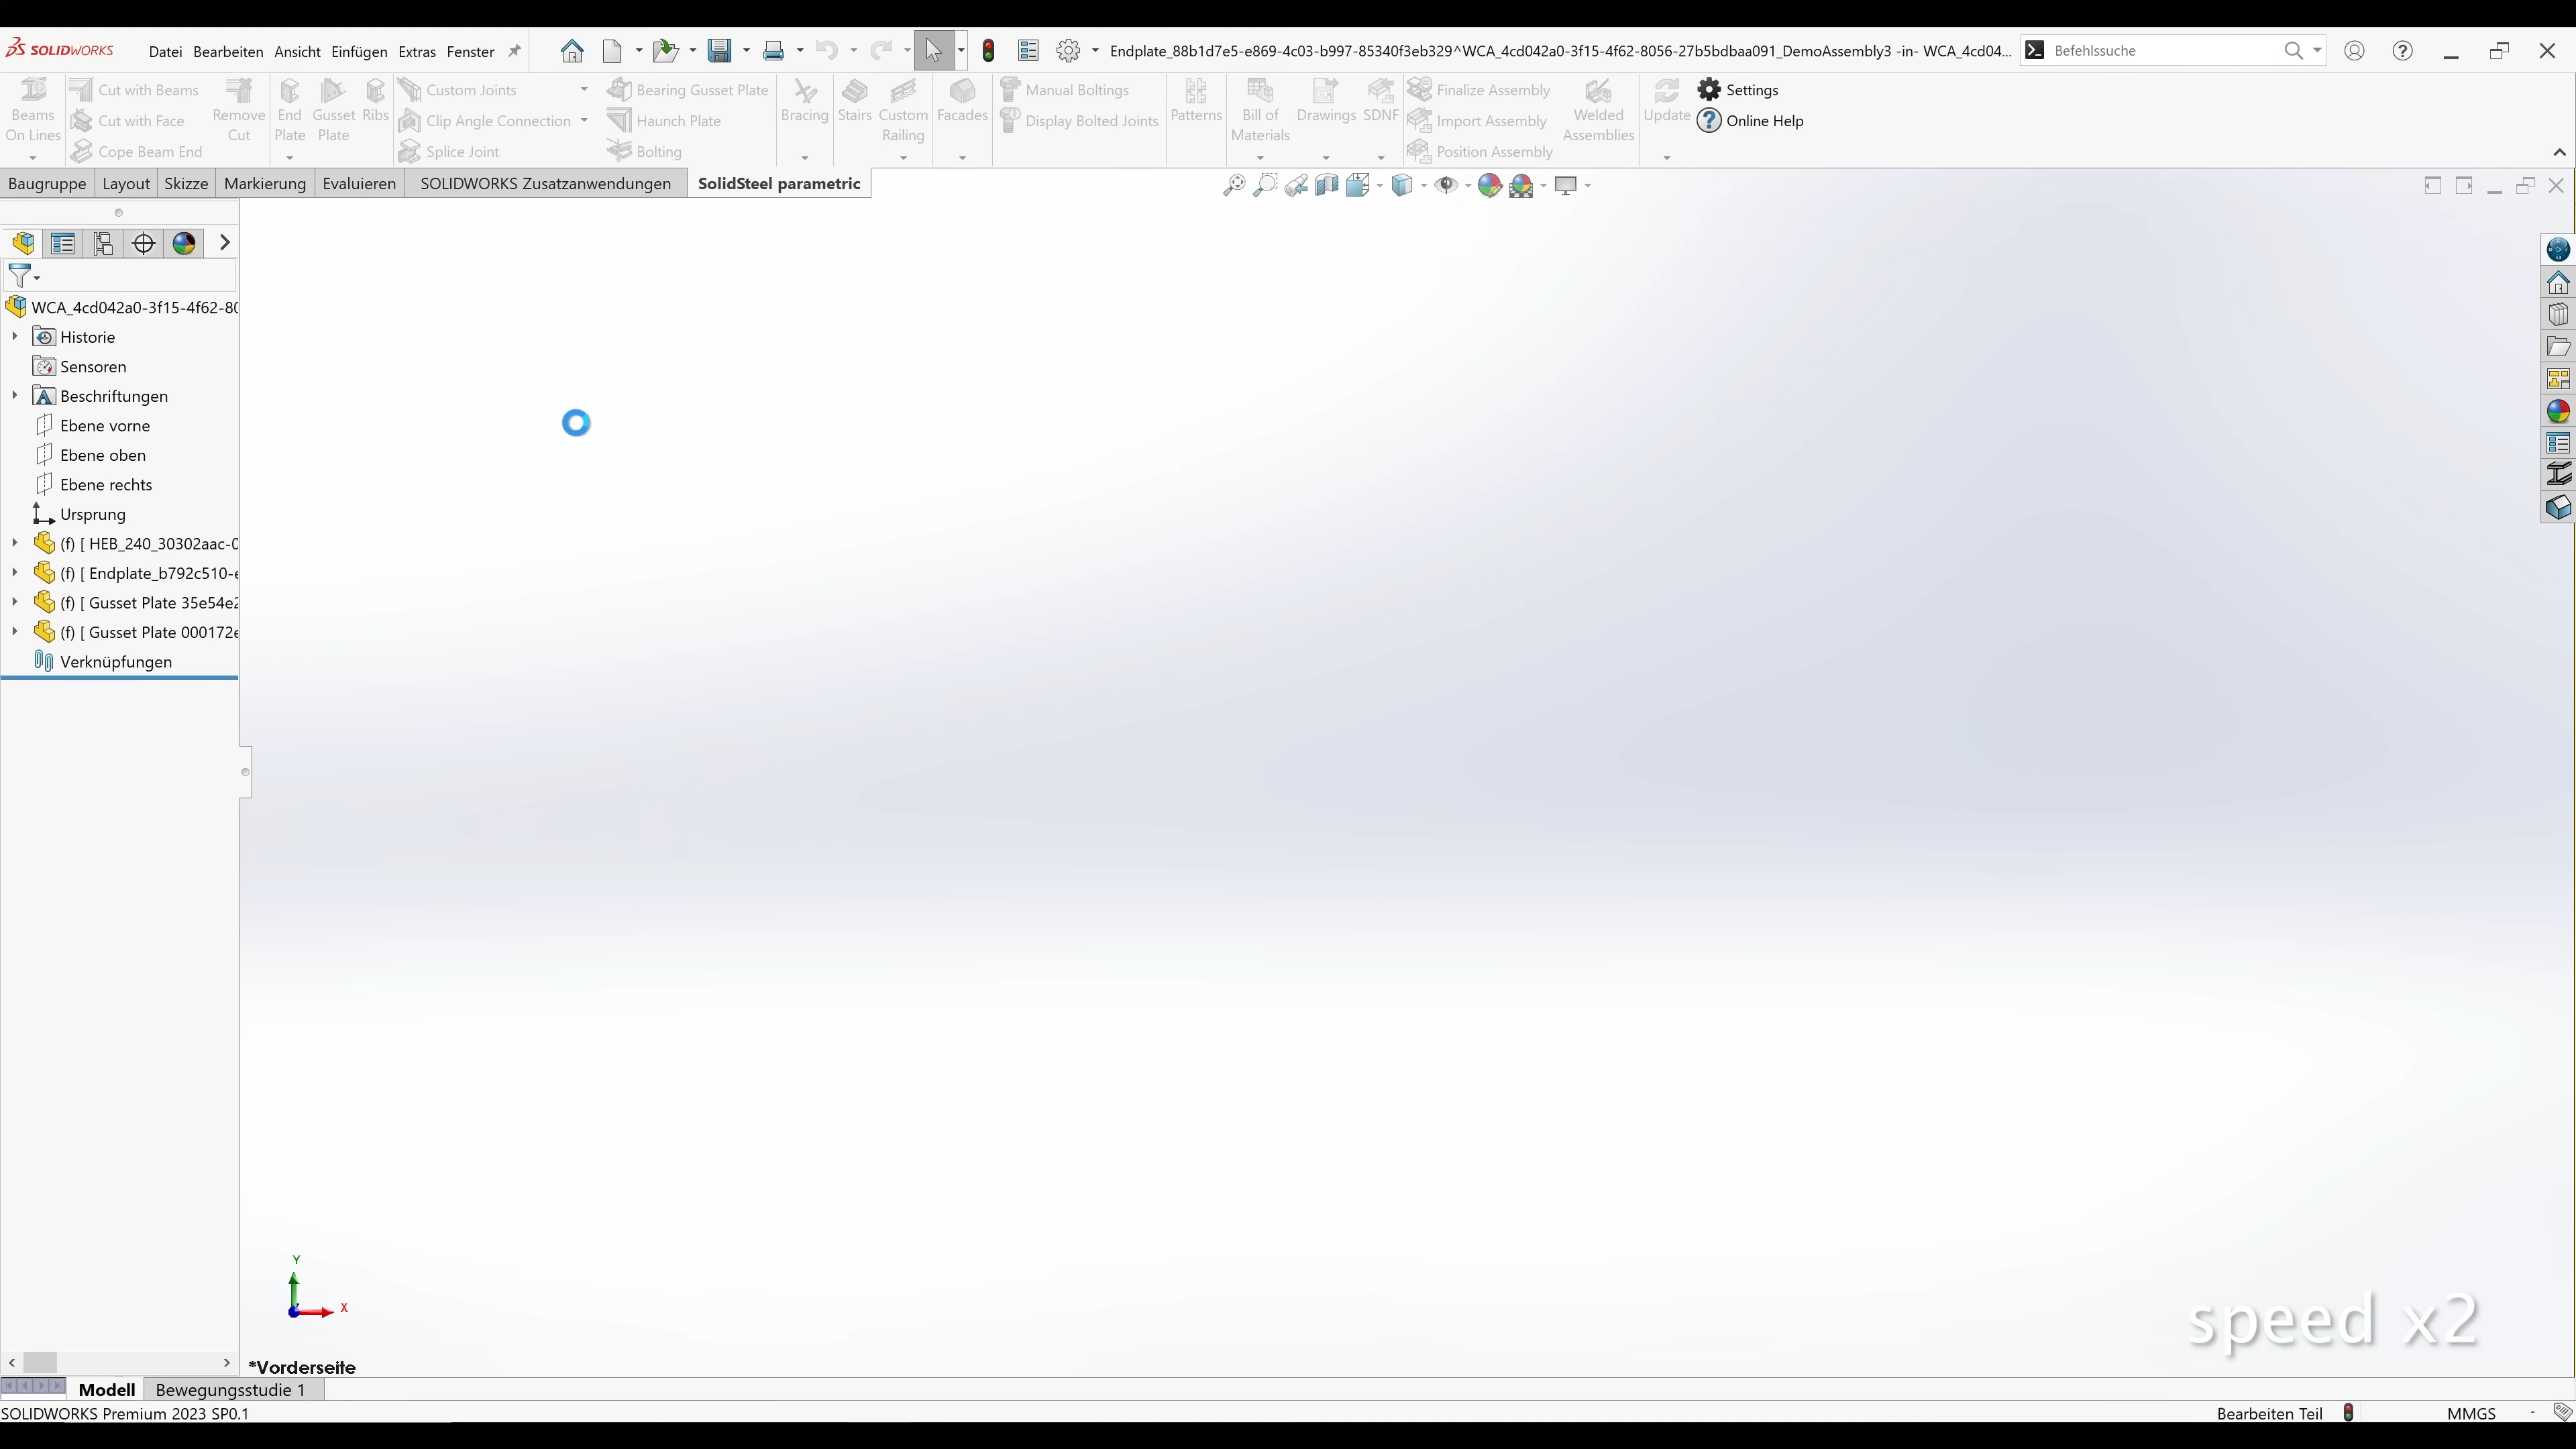 SOLIDWORKS
Datei Bearbeiten Ansicht Einfügen Extras Fenster
Endplate_88b1d7e5-e869-4c03-b997-85340f3eb329^WCA_4cd042a0-3f15-4f62-8056-27b5bdbaa091_DemoAssembly3 -in- WCA_4cd04...
Befehlssuche
Beams On Lines
Cut with Beams
Cut with Face
Cope Beam End
Remove Cut
End Plate
Gusset Plate
Ribs
Custom Joints
Clip Angle Connection
Splice Joint
Bearing Gusset Plate
Haunch Plate
Bolting
Bracing
Stairs
Custom Railing
Facades
Manual Boltings
Display Bolted Joints
Patterns
Bill of Materials
Drawings
SDNF
Finalize Assembly
Import Assembly
Position Assembly
Welded Assemblies
Update
Settings
Online Help
Baugruppe Layout Skizze Markierung Evaluieren SOLIDWORKS Zusatzanwendungen SolidSteel parametric
WCA_4cd042a0-3f15-4f62-80
Historie
Sensoren
Beschriftungen
Ebene vorne
Ebene oben
Ebene rechts
Ursprung
(f) [ HEB_240_30302aac-0
(f) [ Endplate_b792c510-e
(f) [ Gusset Plate 35e54e2
(f) [ Gusset Plate 000172e
Verknüpfungen
Y
X
speed x2
*Vorderseite
Modell Bewegungsstudie 1
SOLIDWORKS Premium 2023 SP0.1
Bearbeiten Teil
MMGS